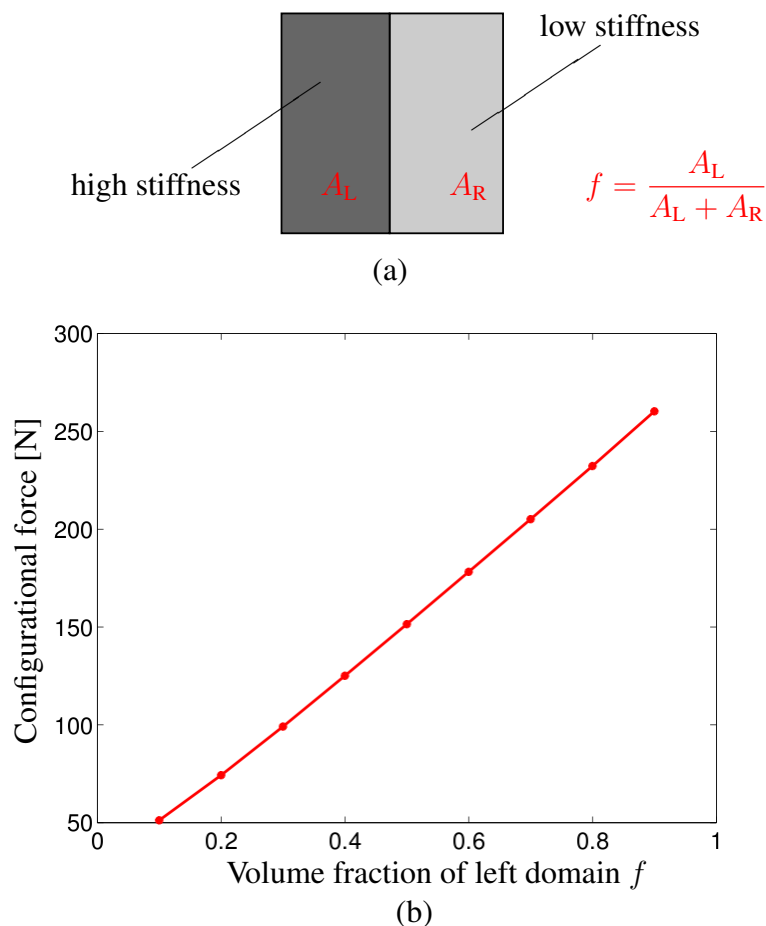 low stiffness
high stiffness
A_L
A_R
f = A_L / (A_L + A_R)
(a)
300
250
200
150
100
50
0
0.2
0.4
0.6
0.8
1
Configurational force [N]
Volume fraction of left domain f
(b)